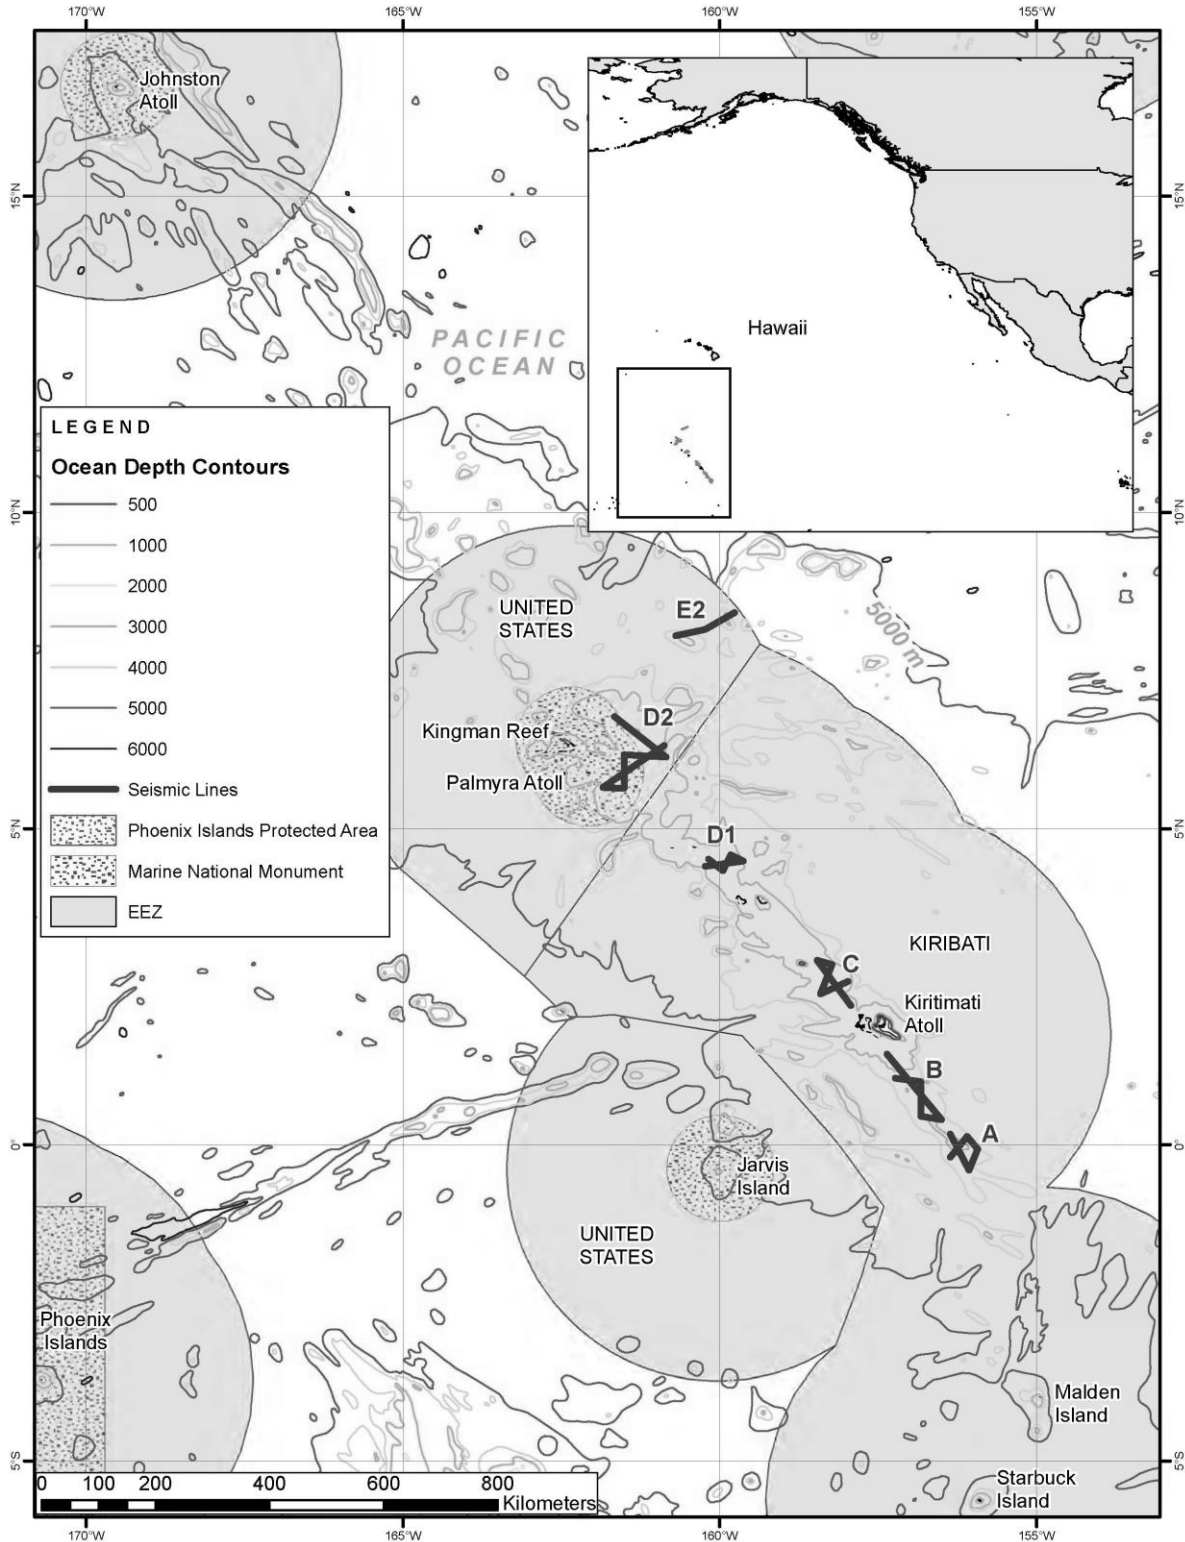 170°W
165°W
160°W
155°W
Johnston
Atoll
15°N
15°N
PACIFIC
OCEAN
Hawaii
LEGEND
Ocean Depth Contours
500
1000
2000
3000
4000
5000
6000
Seismic Lines
Phoenix Islands Protected Area
Marine National Monument
EEZ
10°N
10°N
UNITED
STATES
E2
5000 m
D2
Kingman Reef
Palmyra Atoll
5°N
5°N
D1
KIRIBATI
C
Kiritimati
Atoll
B
A
0°
0°
Jarvis
Island
UNITED
STATES
Phoenix
Islands
Malden
Island
5°S
5°S
Starbuck
Island
0 100 200 400 600 800
Kilometers
170°W
165°W
160°W
155°W